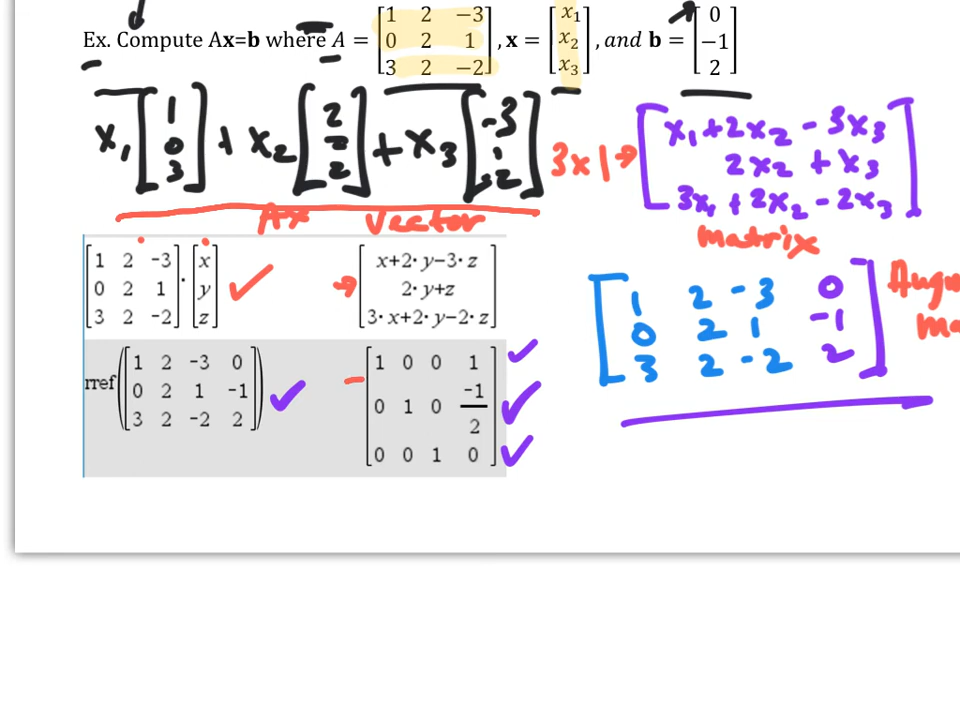 Ex. Compute Ax=b where A = [1 2 −3; 0 2 1; 3 2 −2], x = [x₁; x₂; x₃], and b = [0; −1; 2]
x₁[1; 0; 3] + x₂[2; 2; 2] + x₃[-3; 1; -2]
3x1→
[x₁+2x₂ - 3x₃; 2x₂ + x₃; 3x₁ + 2x₂ - 2x₃]
Ax vector
matrix
[1 2 -3; 0 2 1; 3 2 -2]·[x; y; z]
[x+2·y−3·z; 2·y+z; 3·x+2·y−2·z]
rref([1 2 -3 0; 0 2 1 -1; 3 2 -2 2])
[1 0 0 1; 0 1 0 -1/2; 0 0 1 0]
[1 2 -3 0; 0 2 1 -1; 3 2 -2 2]